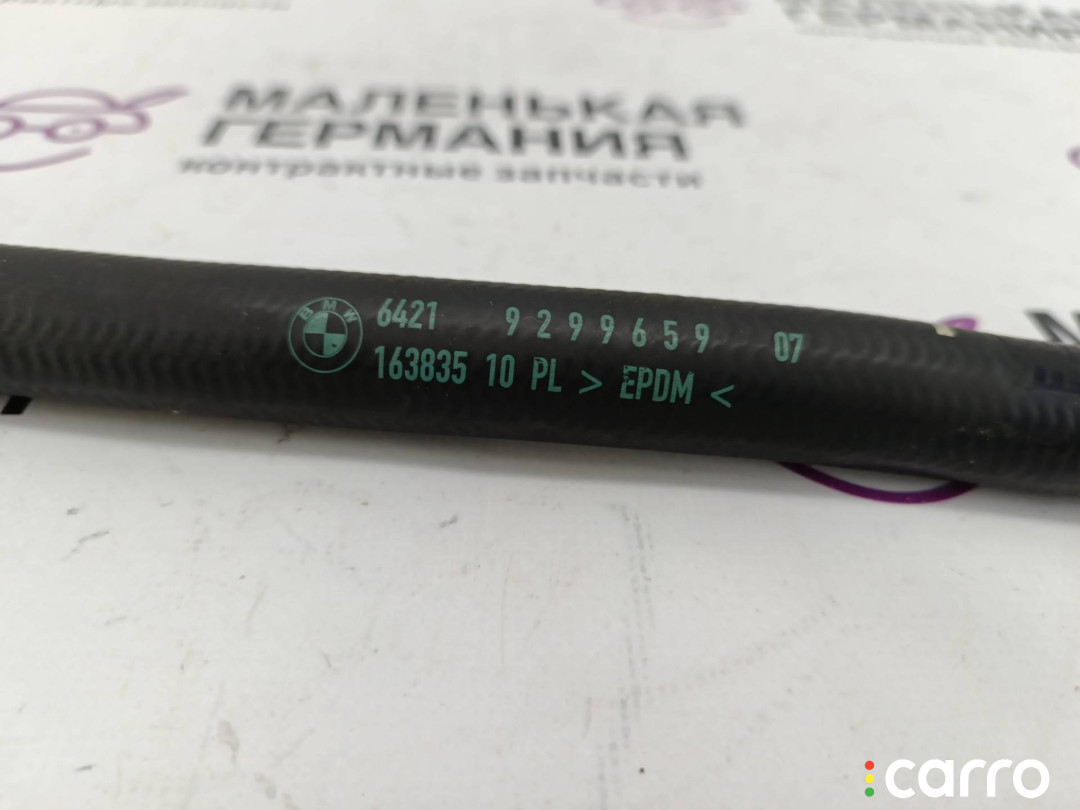 МАЛЕНЬКАЯ
ГЕРМАНИЯ
контрактные запчасти
BMW
6421 9299659 07
163835 10 PL > EPDM <
carro